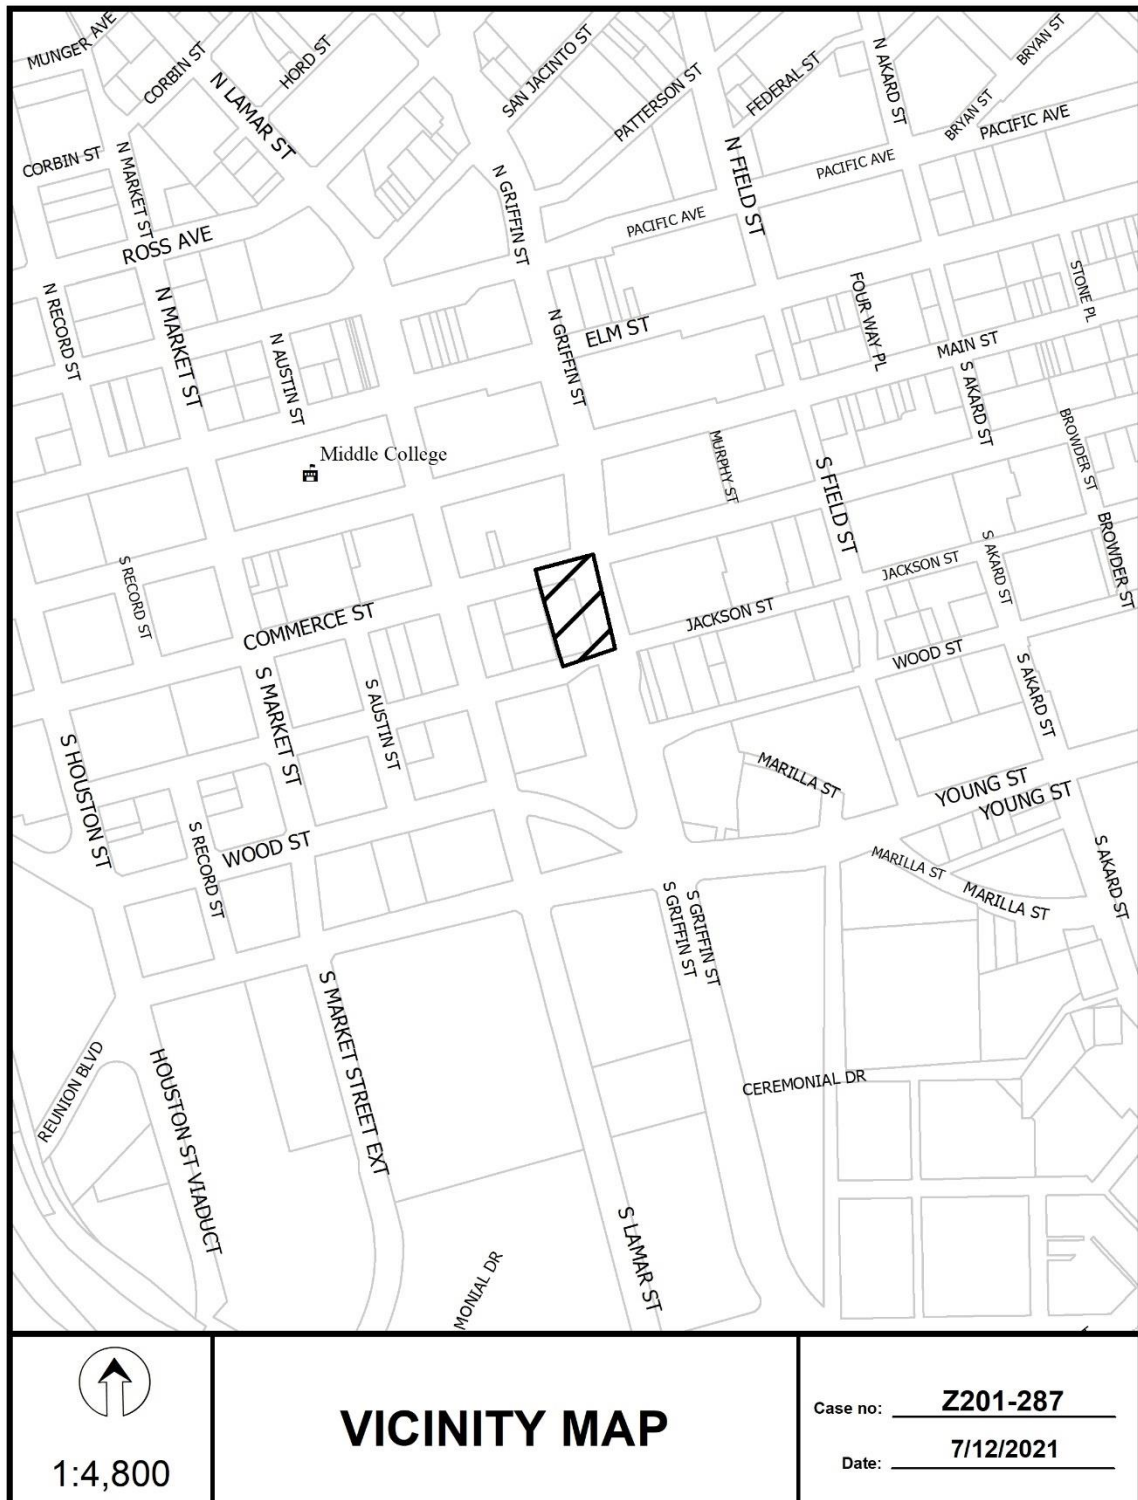 MUNGER AVE
CORBIN ST
HORD ST
N LAMAR ST
SAN JACINTO ST
PATTERSON ST
FEDERAL ST
N AKARD ST
BRYAN ST
BRYAN ST
PACIFIC AVE
CORBIN ST
N MARKET ST
N GRIFFIN ST
N FIELD ST
PACIFIC AVE
PACIFIC AVE
ROSS AVE
N RECORD ST
N MARKET ST
N AUSTIN ST
N GRIFFIN ST
ELM ST
FOUR WAY PL
STONE PL
MAIN ST
S AKARD ST
Middle College
MURPHY ST
S FIELD ST
BROWDER ST
BROWDER ST
S RECORD ST
COMMERCE ST
JACKSON ST
JACKSON ST
S AKARD ST
WOOD ST
S AKARD ST
S MARKET ST
S AUSTIN ST
S HOUSTON ST
MARILLA ST
YOUNG ST
YOUNG ST
S RECORD ST
WOOD ST
MARILLA ST
MARILLA ST
S AKARD ST
S GRIFFIN ST
S GRIFFIN ST
S MARKET STREET EXT
REUNION BLVD
HOUSTON ST VIADUCT
CEREMONIAL DR
S LAMAR ST
MONIAL DR
1:4,800
VICINITY MAP
Case no: Z201-287
Date: 7/12/2021